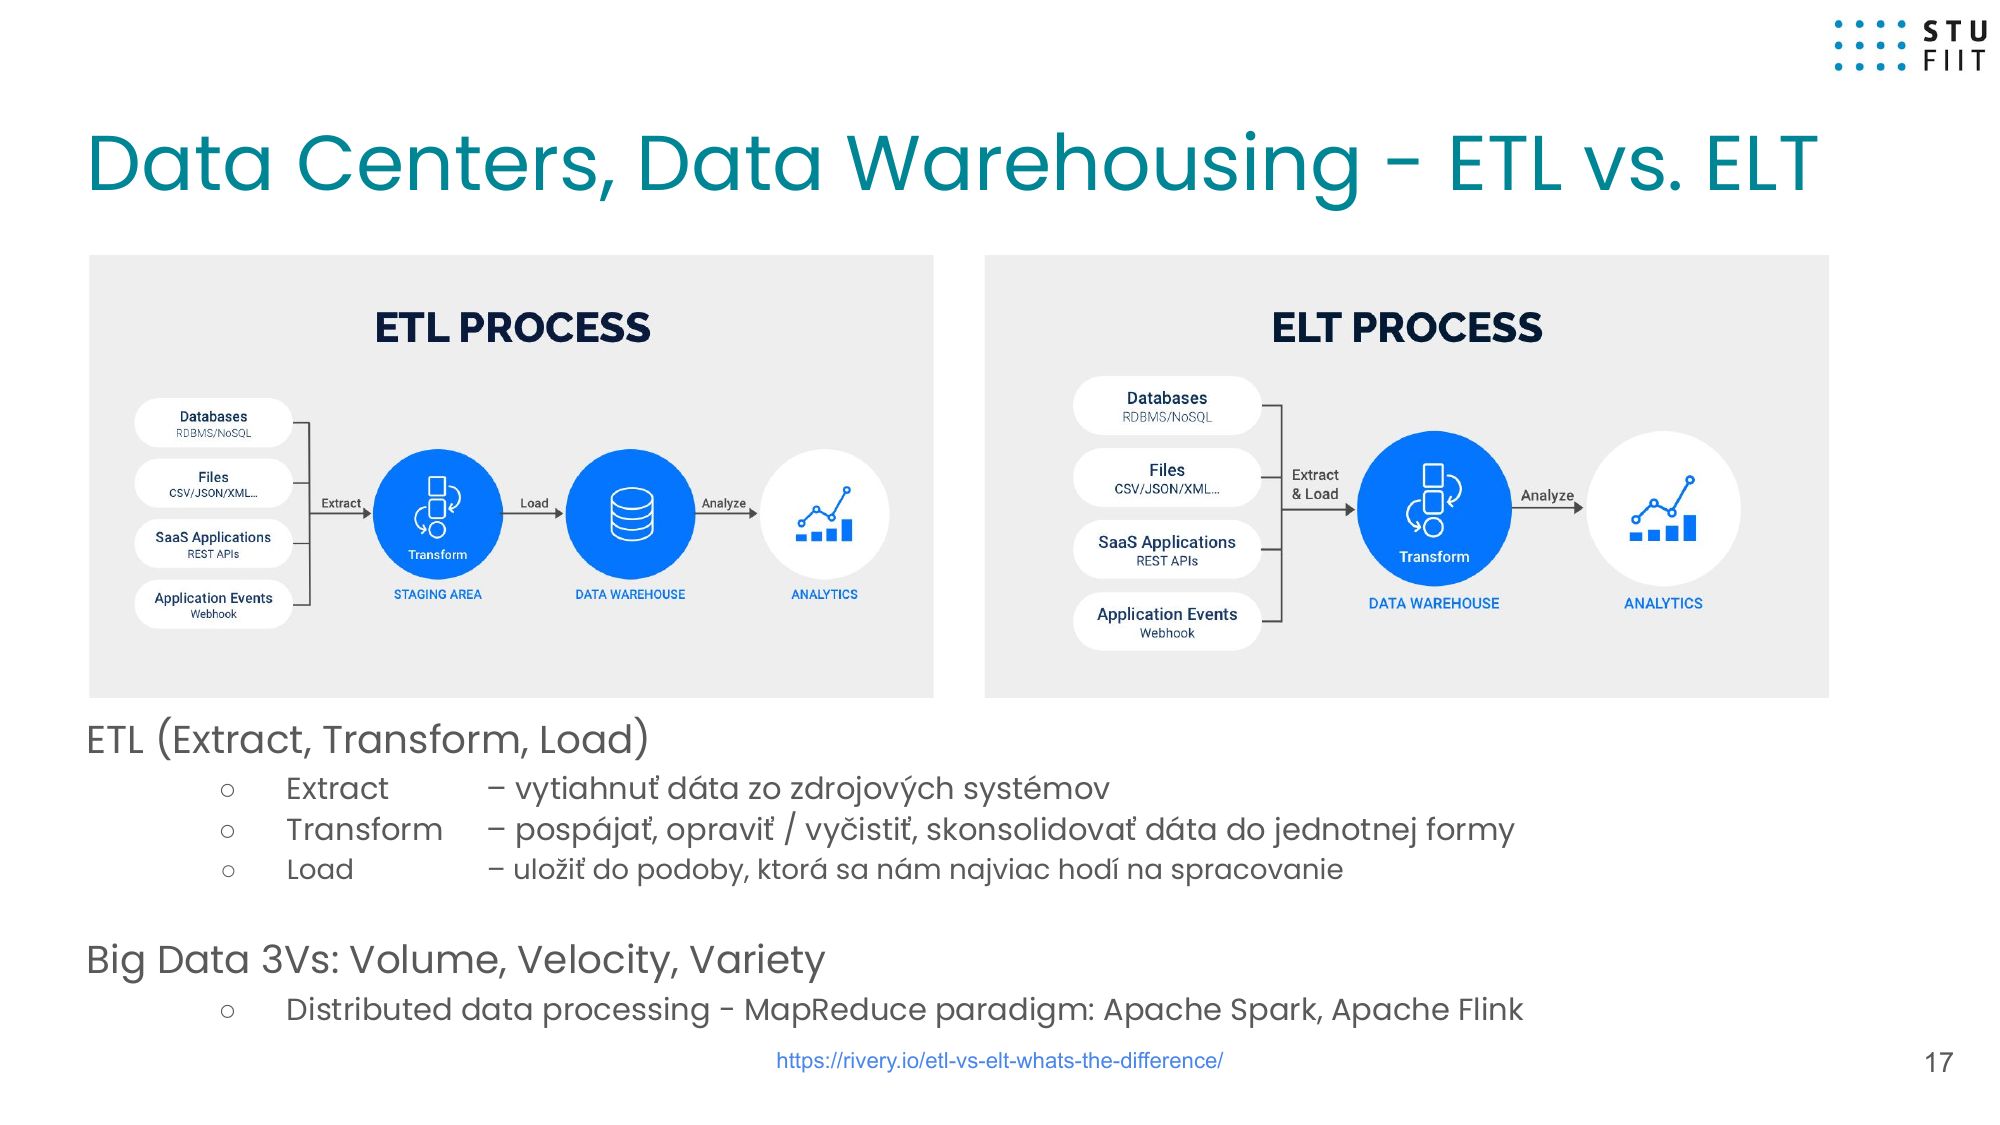 STU
FIIT
Data Centers, Data Warehousing - ETL vs. ELT
ETL PROCESS
Databases
RDBMS/NoSQL
Files
CSV/JSON/XML...
SaaS Applications
REST APIs
Application Events
Webhook
Extract
Transform
STAGING AREA
Load
DATA WAREHOUSE
Analyze
ANALYTICS
ELT PROCESS
Databases
RDBMS/NoSQL
Files
CSV/JSON/XML...
SaaS Applications
REST APIs
Application Events
Webhook
Extract
& Load
Transform
DATA WAREHOUSE
Analyze
ANALYTICS
ETL (Extract, Transform, Load)
○ Extract – vytiahnuť dáta zo zdrojových systémov
○ Transform – pospájať, opraviť / vyčistiť, skonsolidovať dáta do jednotnej formy
○ Load – uložiť do podoby, ktorá sa nám najviac hodí na spracovanie
Big Data 3Vs: Volume, Velocity, Variety
○ Distributed data processing - MapReduce paradigm: Apache Spark, Apache Flink
https://rivery.io/etl-vs-elt-whats-the-difference/
17